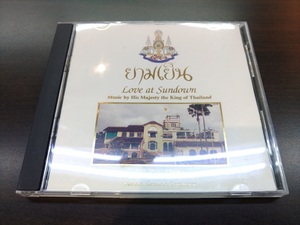 ยามเย็น
Love at Sundown
Music by His Majesty the King of Thailand